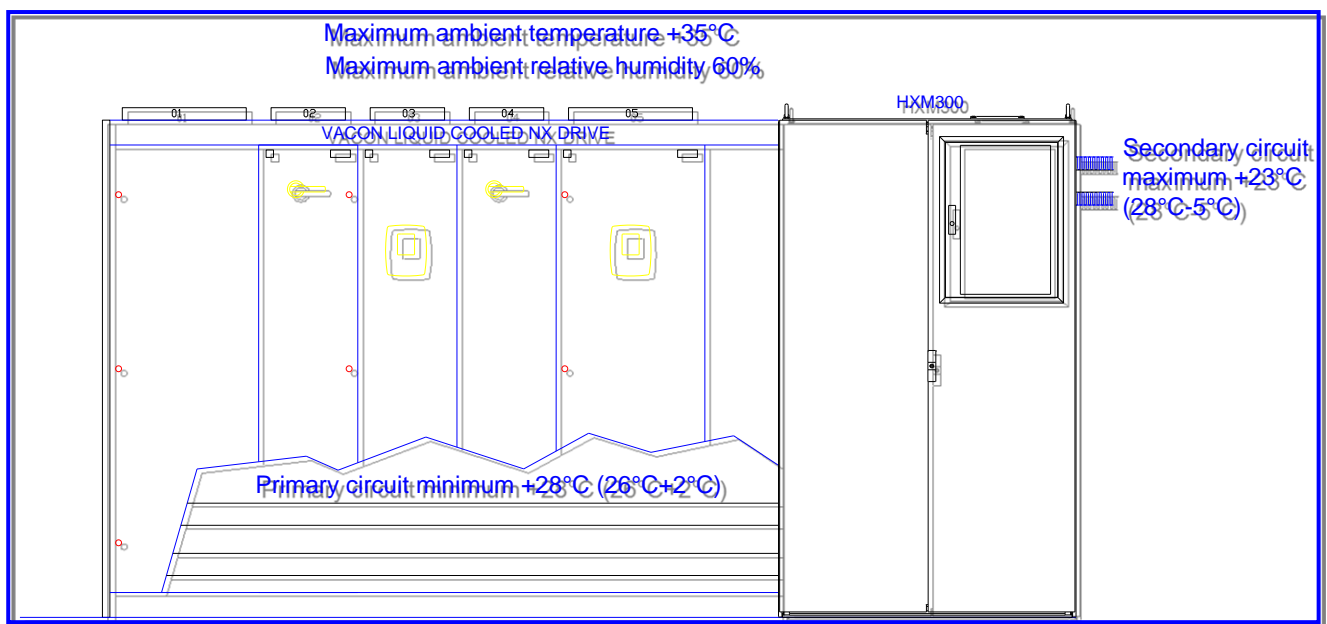 Maximum ambient temperature +35°C
Maximum ambient relative humidity 60%
01 02 03 04 05
HXM300
VACON LIQUID COOLED NX DRIVE
Secondary circuit
maximum +23°C
(28°C-5°C)
Primary circuit minimum +28°C (26°C+2°C)